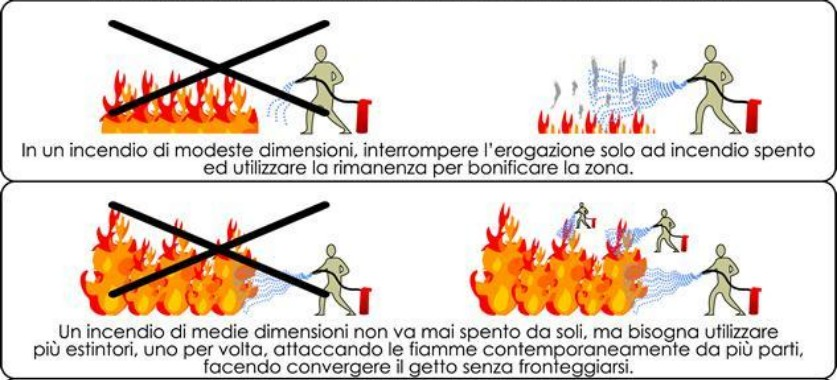 In un incendio di modeste dimensioni, interrompere l'erogazione solo ad incendio spento
ed utilizzare la rimanenza per bonificare la zona.
Un incendio di medie dimensioni non va mai spento da soli, ma bisogna utilizzare
più estintori, uno per volta, attaccando le fiamme contemporaneamente da più parti,
facendo convergere il getto senza fronteggiarsi.